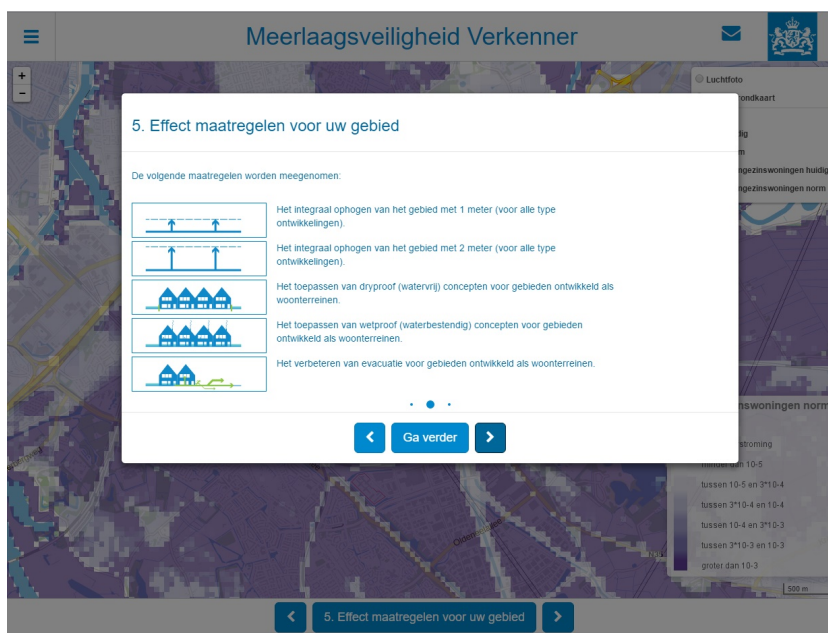 Meerlaagsveiligheid Verkenner
+
−
Luchtfoto
ondkaart
5. Effect maatregelen voor uw gebied
dig
m
ngezinswoningen huidig
ngezinswoningen norm
De volgende maatregelen worden meegenomen:
Het integraal ophogen van het gebied met 1 meter (voor alle type
ontwikkelingen).
Het integraal ophogen van het gebied met 2 meter (voor alle type
ontwikkelingen).
Het toepassen van dryproof (watervrij) concepten voor gebieden ontwikkeld als
woonterreinen.
Het toepassen van wetproof (waterbestendig) concepten voor gebieden
ontwikkeld als woonterreinen.
Het verbeteren van evacuatie voor gebieden ontwikkeld als woonterreinen.
Ga verder
nswoningen norm
stroming
minder dan 10-5
tussen 10-5 en 3*10-4
tussen 3*10-4 en 10-4
tussen 10-4 en 3*10-3
tussen 3*10-3 en 10-3
groter dan 10-3
500 m
5. Effect maatregelen voor uw gebied